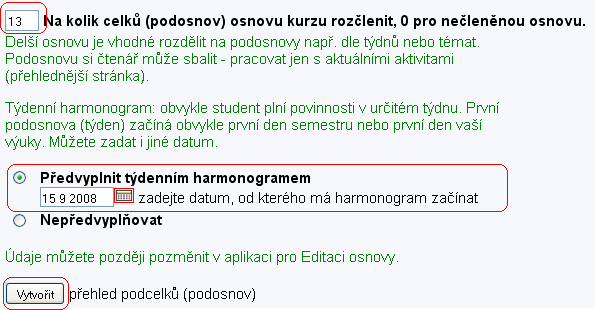 13 Na kolik celků (podosnov) osnovu kurzu rozčlenit, 0 pro nečleněnou osnovu.
Delší osnovu je vhodné rozdělit na podosnovy např. dle týdnů nebo témat.
Podosnovu si čtenář může sbalit - pracovat jen s aktuálními aktivitami
(přehlednější stránka).
Týdenní harmonogram: obvykle student plní povinnosti v určitém týdnu. První
podosnova (týden) začíná obvykle první den semestru nebo první den vaší
výuky. Můžete zadat i jiné datum.
Předvyplnit týdenním harmonogramem
15 9 2008 zadejte datum, od kterého má harmonogram začínat
Nepředvyplňovat
Údaje můžete později pozměnit v aplikaci pro Editaci osnovy.
Vytvořit přehled podcelků (podosnov)